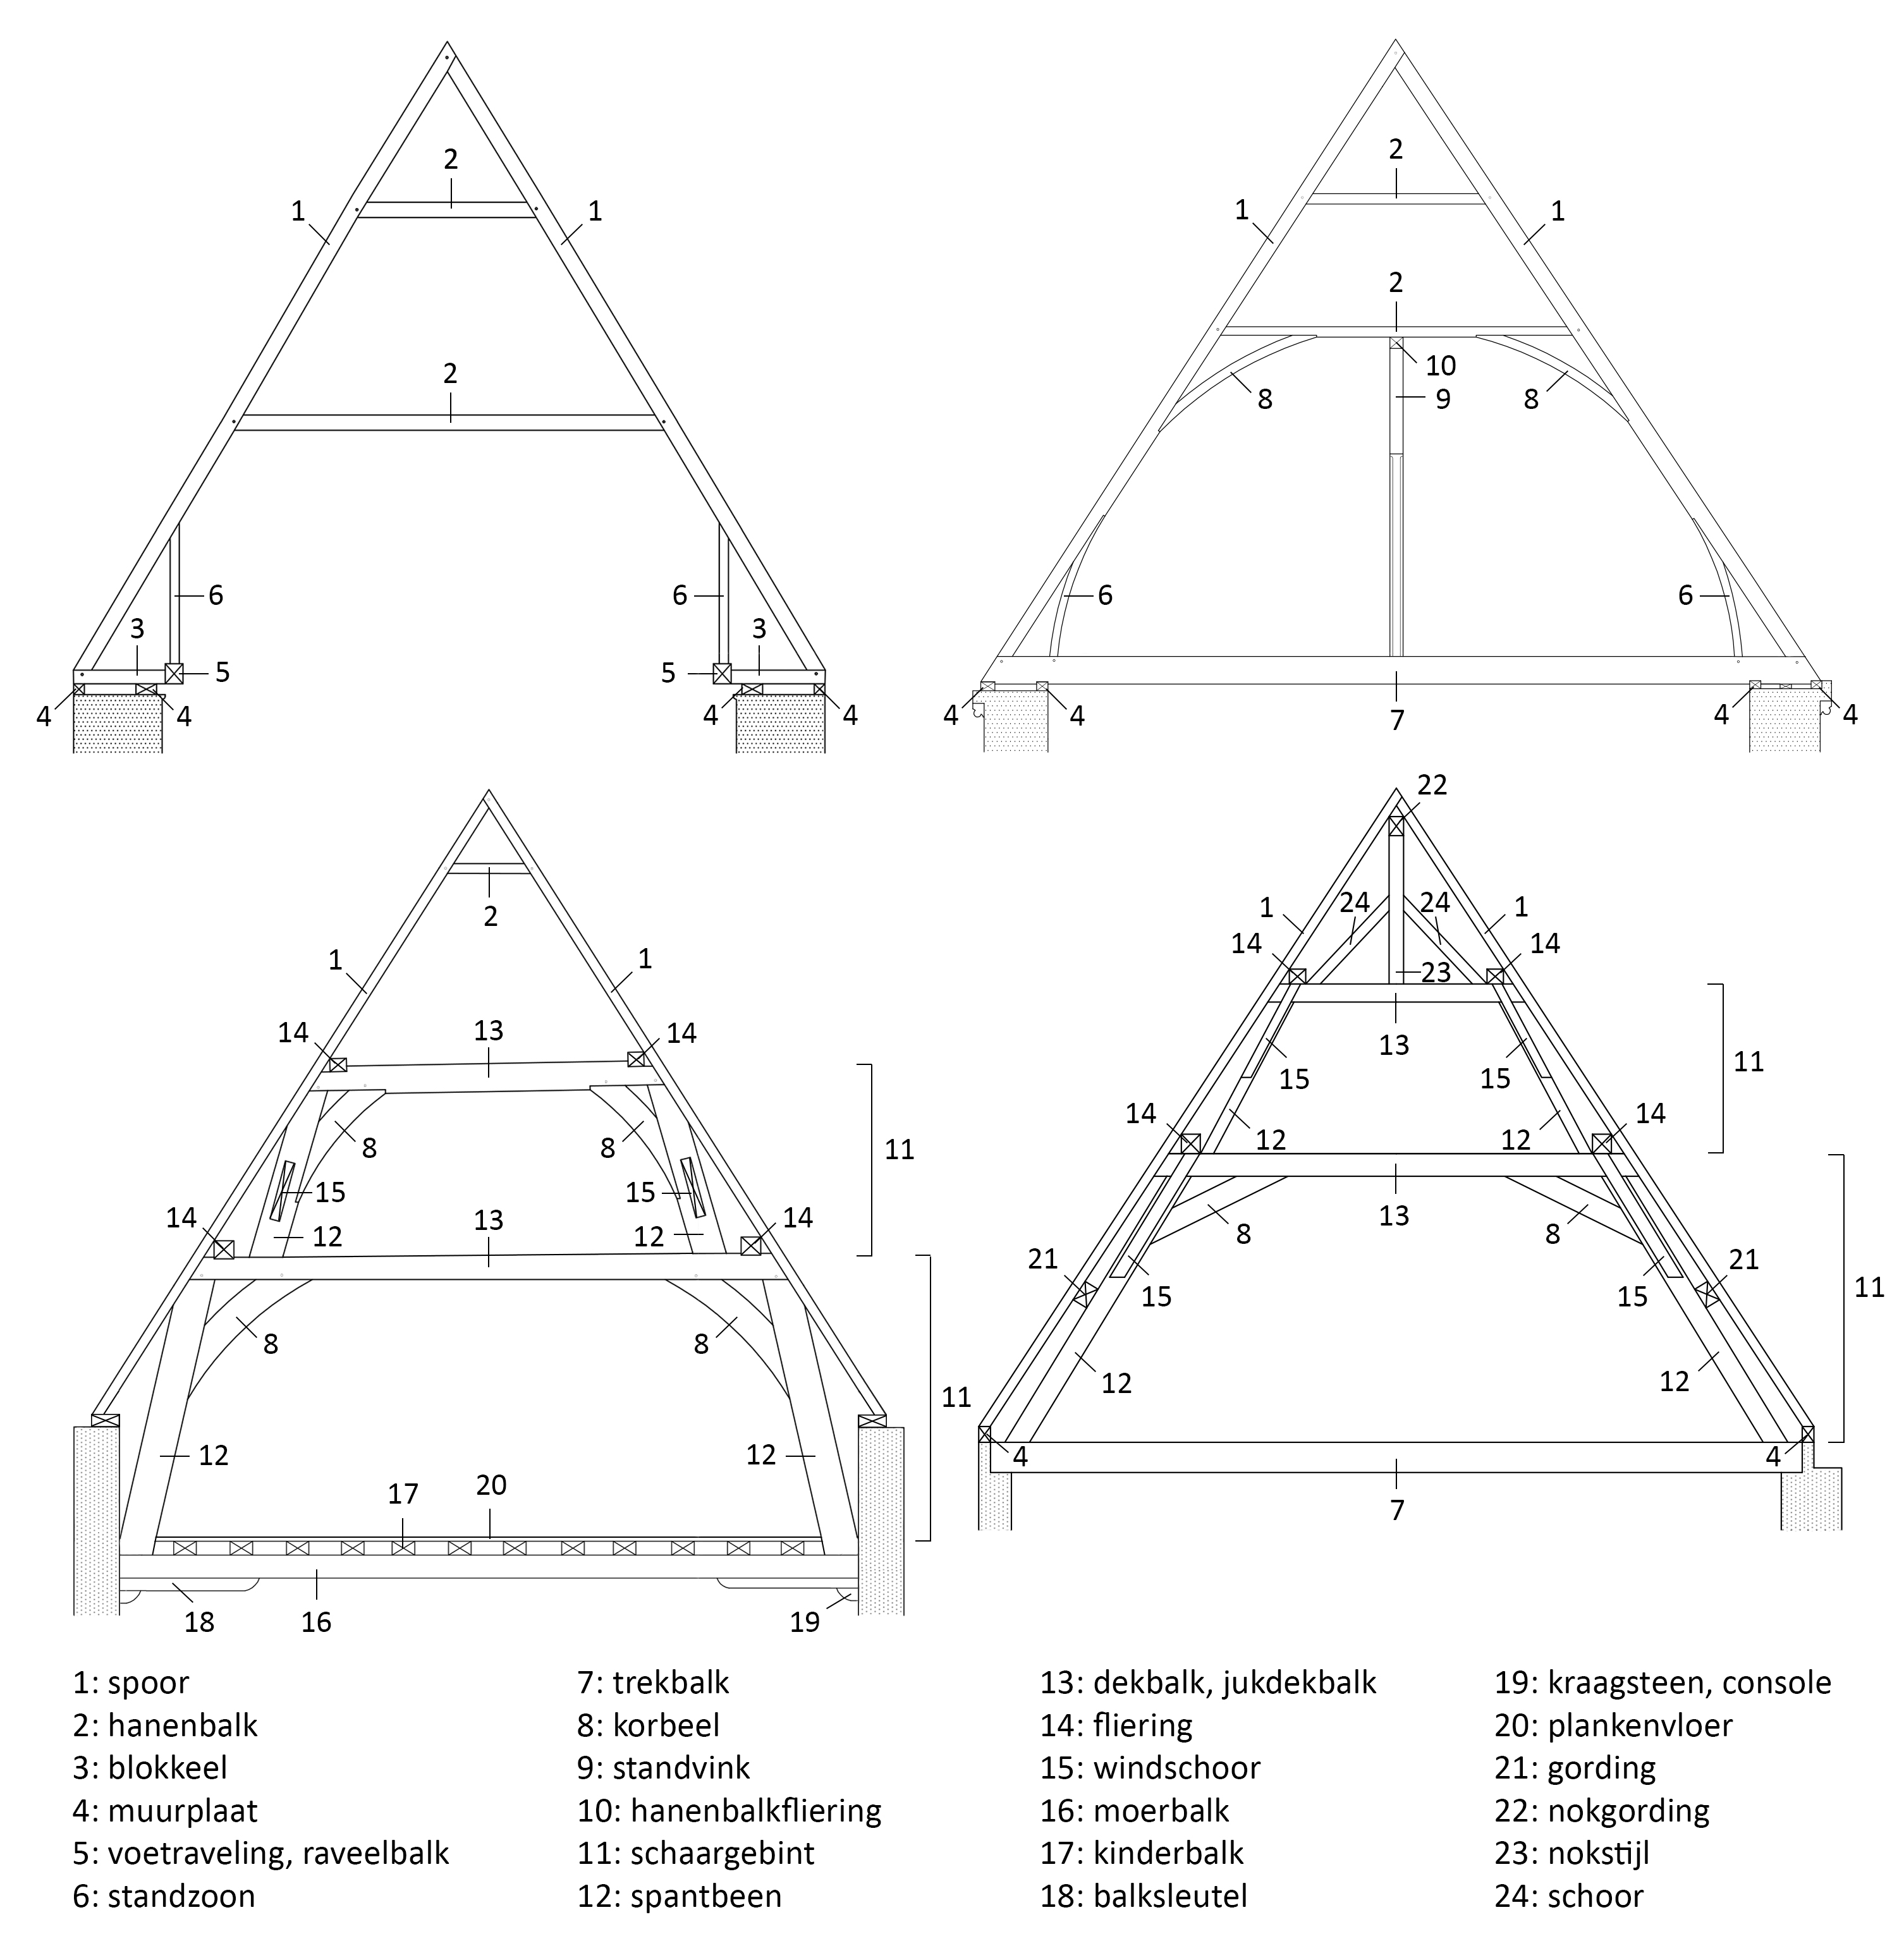 2
1 1
2
6 6
3 3
5 5
4 4 4 4
2
1 1
2
10
8 9 8
6 6
4 4 7 4 4
2
1 1
14 13 14
8 8
11
15 15
14 13 14
12 12
8 8
11
12 12
17 20
18 16 19
22
24 24
1 1
14 14
23
13
15 15
11
14 14
12 12
13
8 8
21 21
15 15
11
12 12
4 4
7
1: spoor
2: hanenbalk
3: blokkeel
4: muurplaat
5: voetraveling, raveelbalk
6: standzoon
7: trekbalk
8: korbeel
9: standvink
10: hanenbalkfliering
11: schaargebint
12: spantbeen
13: dekbalk, jukdekbalk
14: fliering
15: windschoor
16: moerbalk
17: kinderbalk
18: balksleutel
19: kraagsteen, console
20: plankenvloer
21: gording
22: nokgording
23: nokstijl
24: schoor